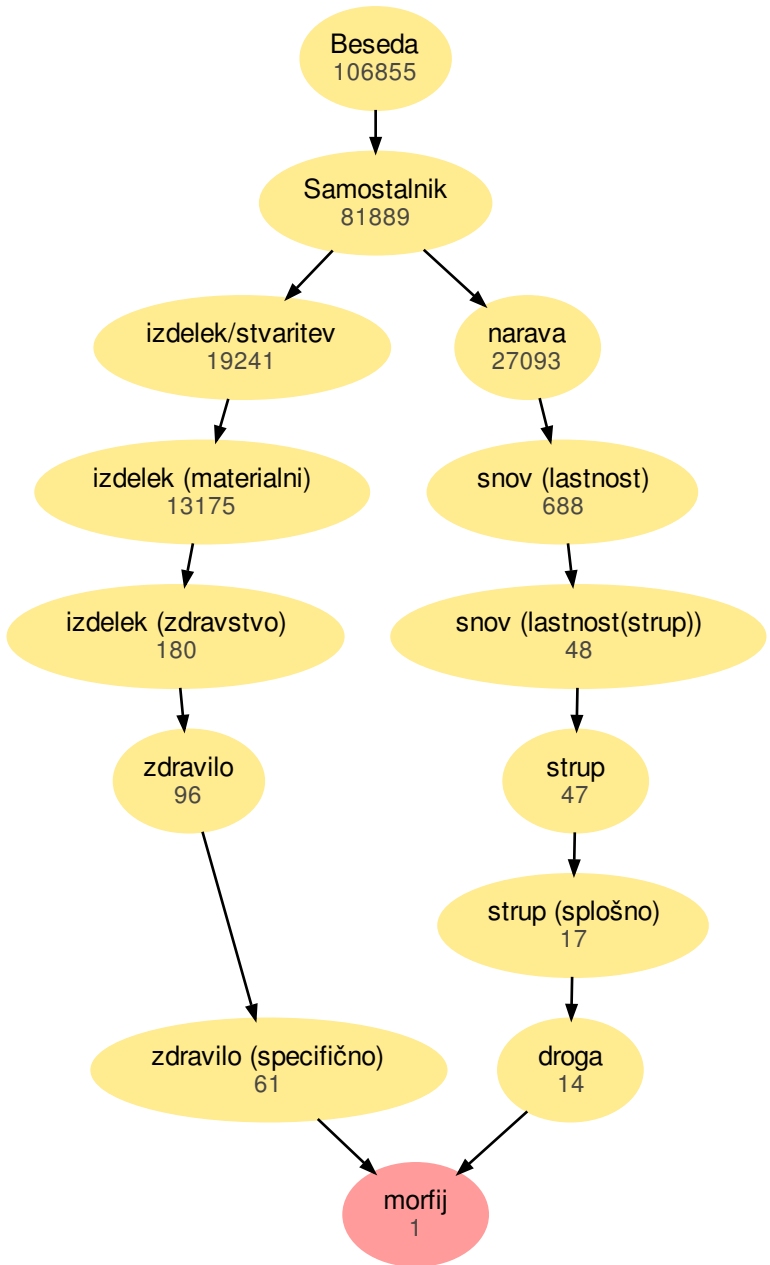 Beseda
106855
Samostalnik
81889
izdelek/stvaritev
19241
narava
27093
izdelek (materialni)
13175
snov (lastnost)
688
izdelek (zdravstvo)
180
snov (lastnost(strup))
48
zdravilo
96
strup
47
strup (splošno)
17
zdravilo (specifično)
61
droga
14
morfij
1